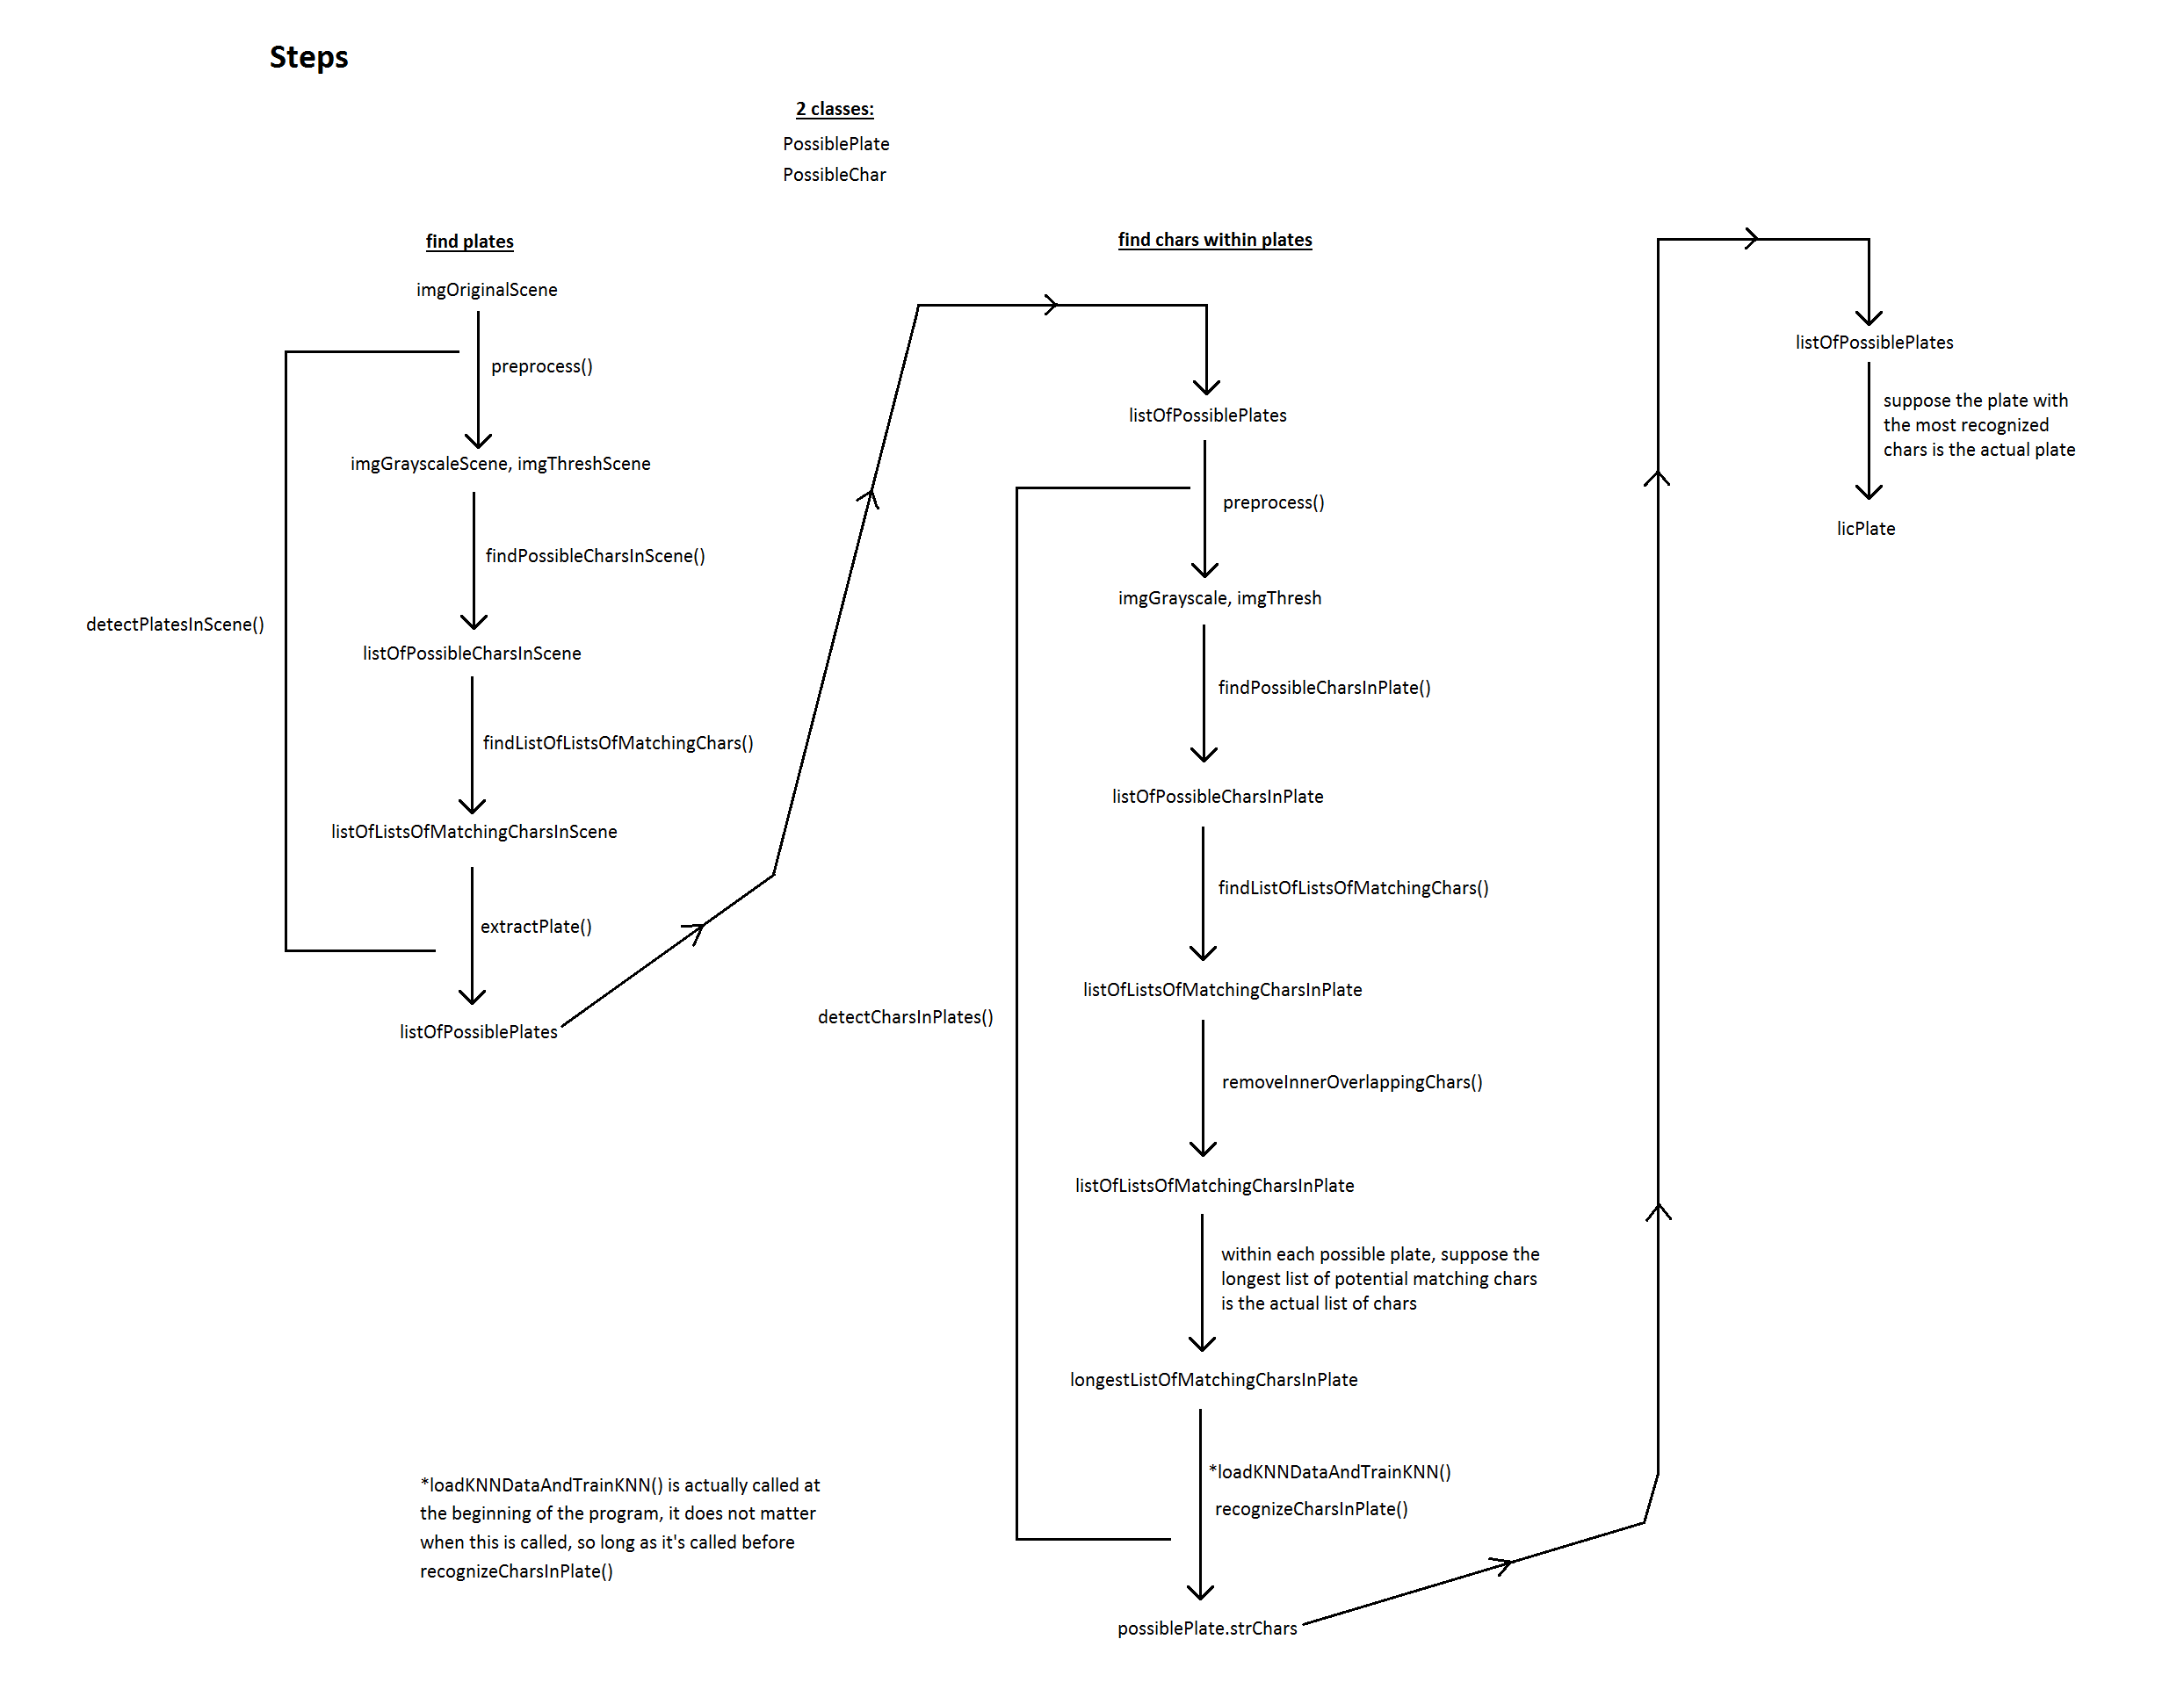 Steps
2 classes:
PossiblePlate
PossibleChar
find plates
imgOriginalScene
preprocess()
imgGrayscaleScene, imgThreshScene
findPossibleCharsInScene()
detectPlatesInScene()
listOfPossibleCharsInScene
findListOfListsOfMatchingChars()
listOfListsOfMatchingCharsInScene
extractPlate()
listOfPossiblePlates
find chars within plates
listOfPossiblePlates
preprocess()
imgGrayscale, imgThresh
findPossibleCharsInPlate()
listOfPossibleCharsInPlate
findListOfListsOfMatchingChars()
listOfListsOfMatchingCharsInPlate
detectCharsInPlates()
removeInnerOverlappingChars()
listOfListsOfMatchingCharsInPlate
within each possible plate, suppose the
longest list of potential matching chars
is the actual list of chars
longestListOfMatchingCharsInPlate
*loadKNNDataAndTrainKNN()
recognizeCharsInPlate()
possiblePlate.strChars
listOfPossiblePlates
suppose the plate with
the most recognized
chars is the actual plate
licPlate
*loadKNNDataAndTrainKNN() is actually called at
the beginning of the program, it does not matter
when this is called, so long as it's called before
recognizeCharsInPlate()